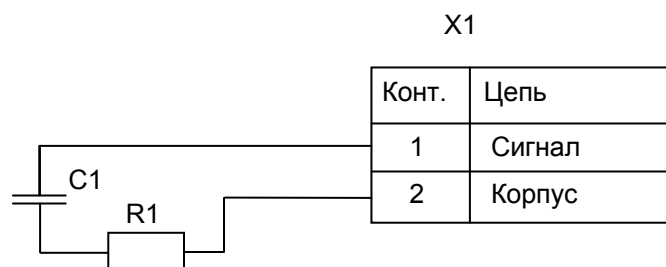 X1
Конт. Цепь
1 Сигнал
C1
2 Корпус
R1